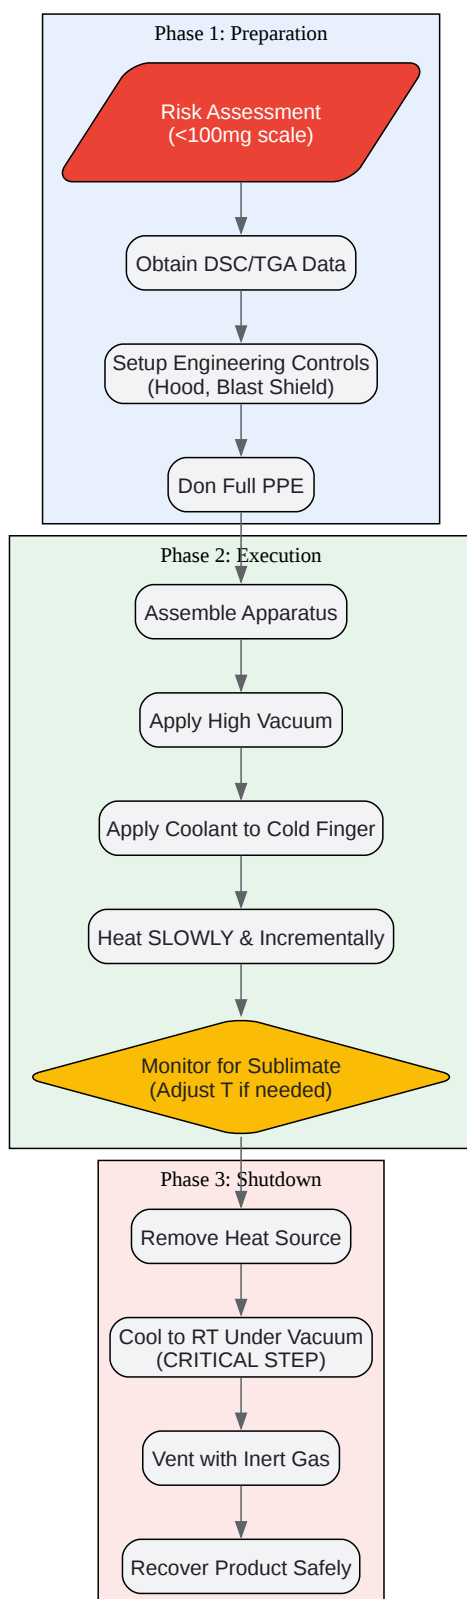 Phase 1: Preparation
Risk Assessment
(<100mg scale)
Obtain DSC/TGA Data
Setup Engineering Controls
(Hood, Blast Shield)
Don Full PPE
Phase 2: Execution
Assemble Apparatus
Apply High Vacuum
Apply Coolant to Cold Finger
Heat SLOWLY & Incrementally
Monitor for Sublimate
(Adjust T if needed)
Phase 3: Shutdown
Remove Heat Source
Cool to RT Under Vacuum
(CRITICAL STEP)
Vent with Inert Gas
Recover Product Safely